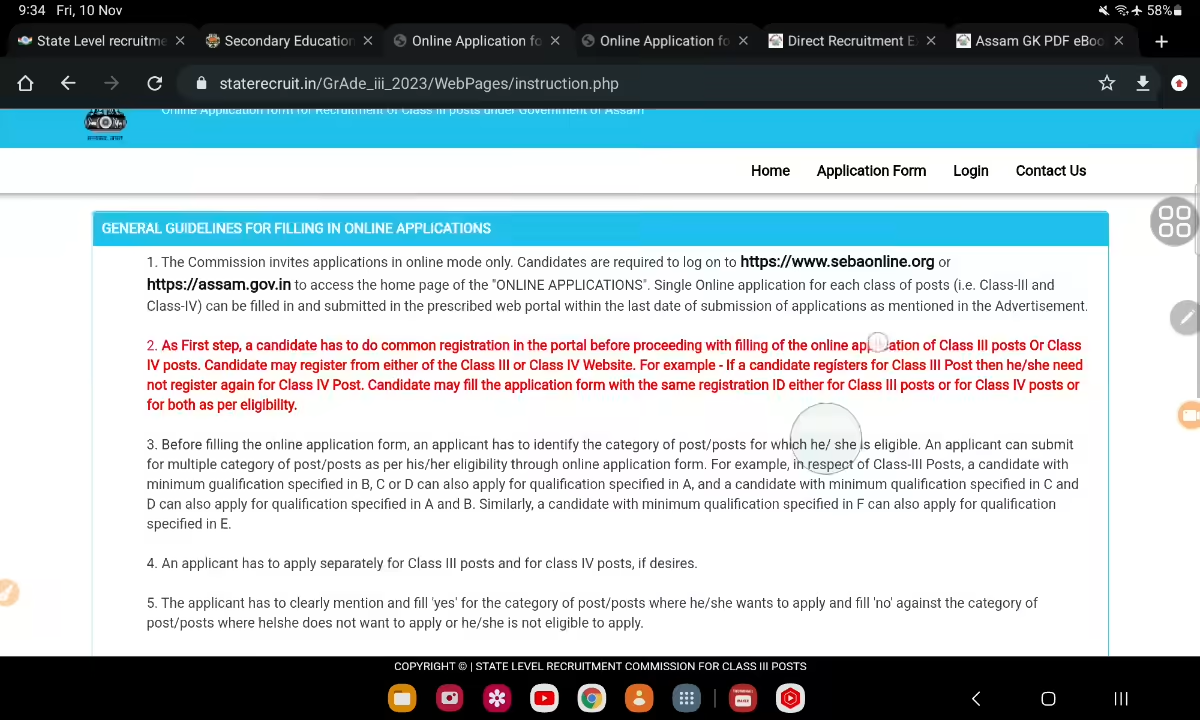 9:34 Fri, 10 Nov 58%
State Level recruitme Secondary Education Online Application fo Online Application fo Direct Recruitment E Assam GK PDF eBoo
staterecruit.in/GrAde_iii_2023/WebPages/instruction.php
Online Application form for Recruitment of Class III posts under Government of Assam
Home Application Form Login Contact Us
GENERAL GUIDELINES FOR FILLING IN ONLINE APPLICATIONS
1. The Commission invites applications in online mode only. Candidates are required to log on to https://www.sebaonline.org or
https://assam.gov.in to access the home page of the "ONLINE APPLICATIONS". Single Online application for each class of posts (i.e. Class-III and
Class-IV) can be filled in and submitted in the prescribed web portal within the last date of submission of applications as mentioned in the Advertisement.
2. As First step, a candidate has to do common registration in the portal before proceeding with filling of the online application of Class III posts Or Class
IV posts. Candidate may register from either of the Class III or Class IV Website. For example - If a candidate regísters for Class III Post then he/she need
not register again for Class IV Post. Candidate may fill the application form with the same registration ID either for Class III posts or for Class IV posts or
for both as per eligibility.
3. Before filling the online application form, an applicant has to identify the category of post/posts for which he/ she is eligible. An applicant can submit
for multiple category of post/posts as per his/her eligibility through online application form. For example, in respect of Class-III Posts, a candidate with
minimum gualification specified in B, C or D can also apply for qualification specified in A, and a candidate with minimum qualification specified in C and
D can also apply for qualification specified in A and B. Similarly, a candidate with minimum qualification specified in F can also apply for qualification
specified in E.
4. An applicant has to apply separately for Class III posts and for class IV posts, if desires.
5. The applicant has to clearly mention and fill 'yes' for the category of post/posts where he/she wants to apply and fill 'no' against the category of
post/posts where helshe does not want to apply or he/she is not eligible to apply.
COPYRIGHT © | STATE LEVEL RECRUITMENT COMMISSION FOR CLASS III POSTS